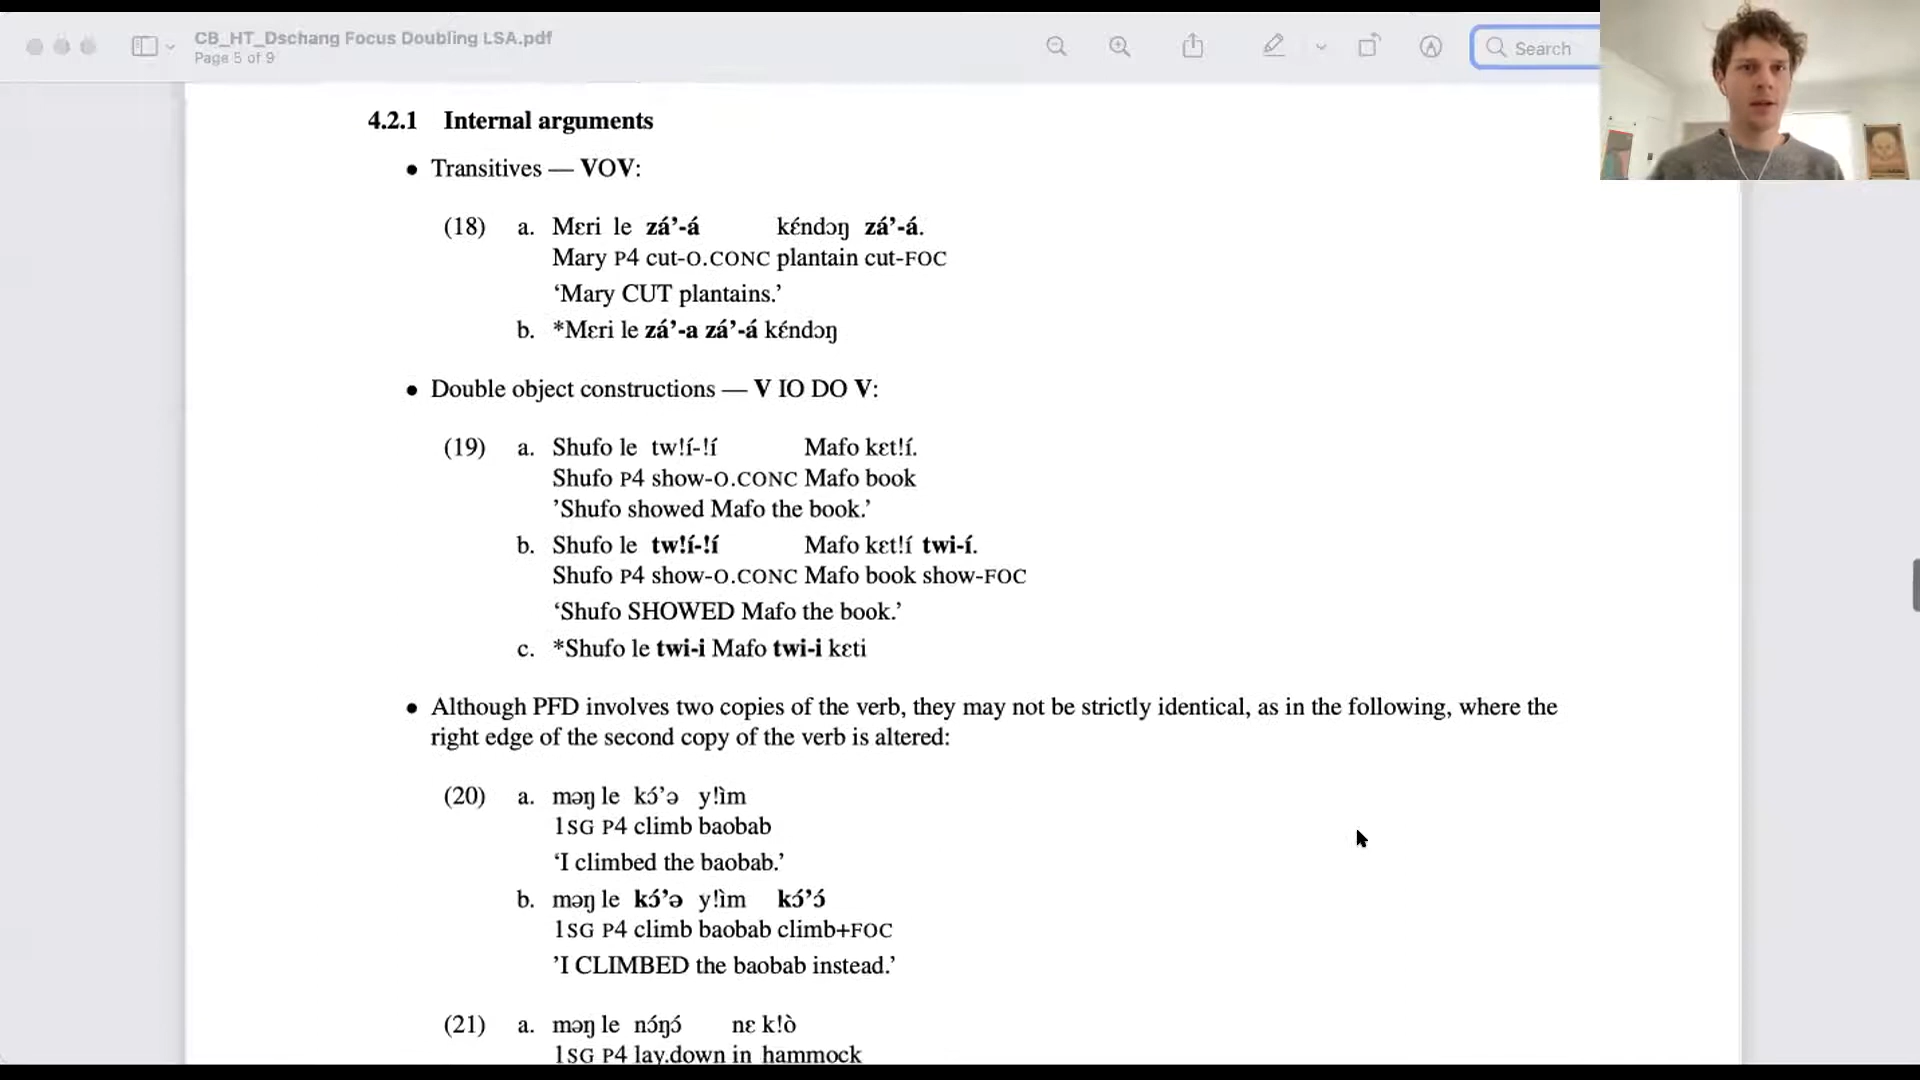 CB_HT_Dschang Focus Doubling LSA.pdf
Page 5 of 9
Search
4.2.1 Internal arguments
• Transitives — VOV:
(18) a. Mɛri le zá’-á kɛ́ndɔŋ zá’-á.
Mary P4 cut-O.CONC plantain cut-FOC
‘Mary CUT plantains.’
b. *Mɛri le zá’-a zá’-á kɛ́ndɔŋ
• Double object constructions — V IO DO V:
(19) a. Shufo le tw!í-!í Mafo kɛt!í.
Shufo P4 show-O.CONC Mafo book
’Shufo showed Mafo the book.’
b. Shufo le tw!í-!í Mafo kɛt!í twi-í.
Shufo P4 show-O.CONC Mafo book show-FOC
‘Shufo SHOWED Mafo the book.’
c. *Shufo le twi-i Mafo twi-i kɛti
• Although PFD involves two copies of the verb, they may not be strictly identical, as in the following, where the
right edge of the second copy of the verb is altered:
(20) a. məŋ le kɔ́’ə y!ìm
1SG P4 climb baobab
‘I climbed the baobab.’
b. məŋ le kɔ́’ə y!ìm kɔ́’ɔ́
1SG P4 climb baobab climb+FOC
’I CLIMBED the baobab instead.’
(21) a. məŋ le nɔ́ŋɔ́ nɛ k!ò
1SG P4 lay.down in hammock